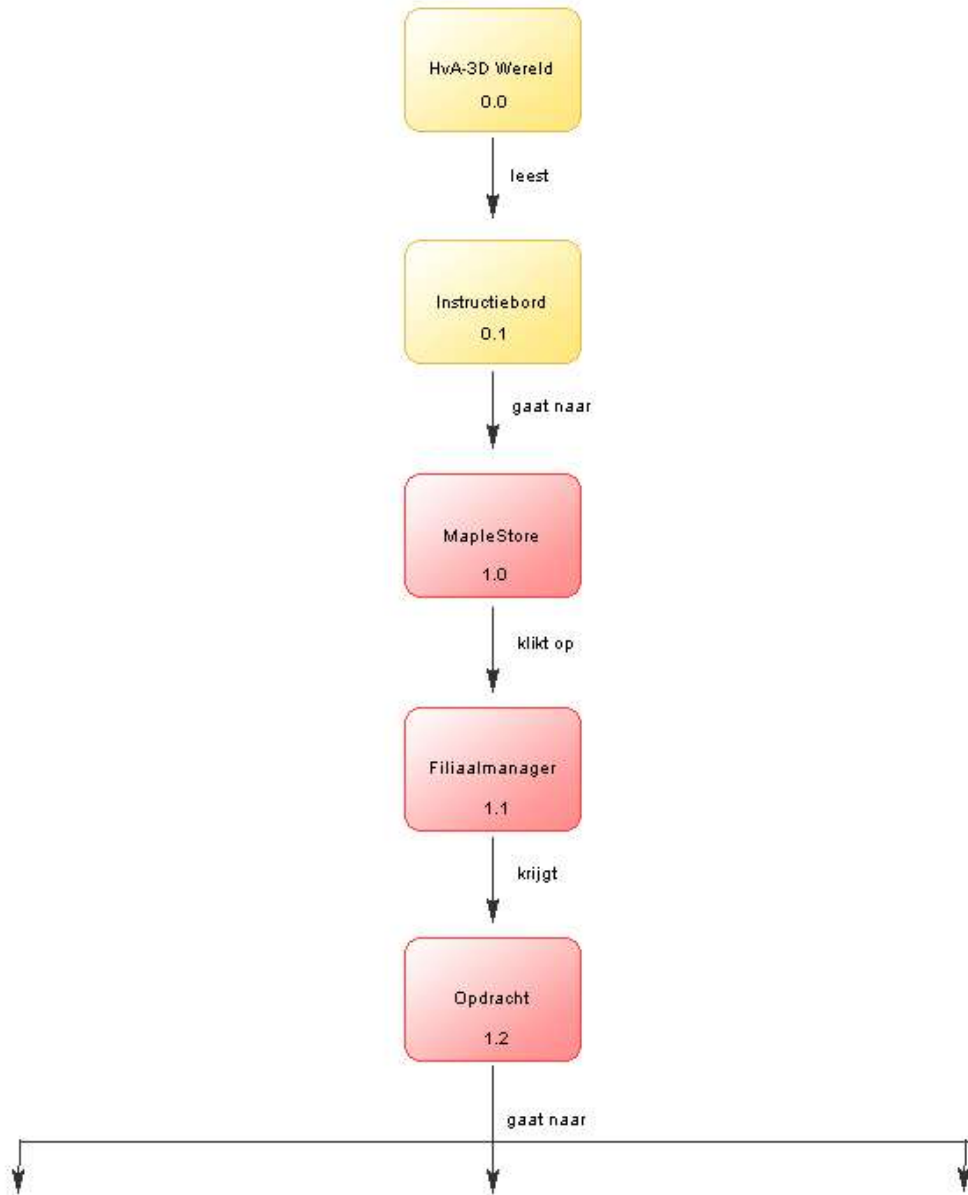 HvA-3D Wereld
0.0
leest
Instructiebord
0.1
gaat naar
MapleStore
1.0
klikt op
Filiaalmanager
1.1
krijgt
Opdracht
1.2
gaat naar